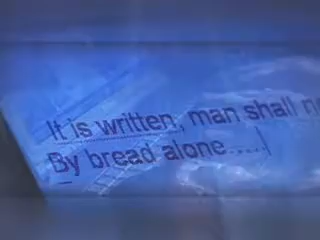 It is written, man shall
By bread alone.....